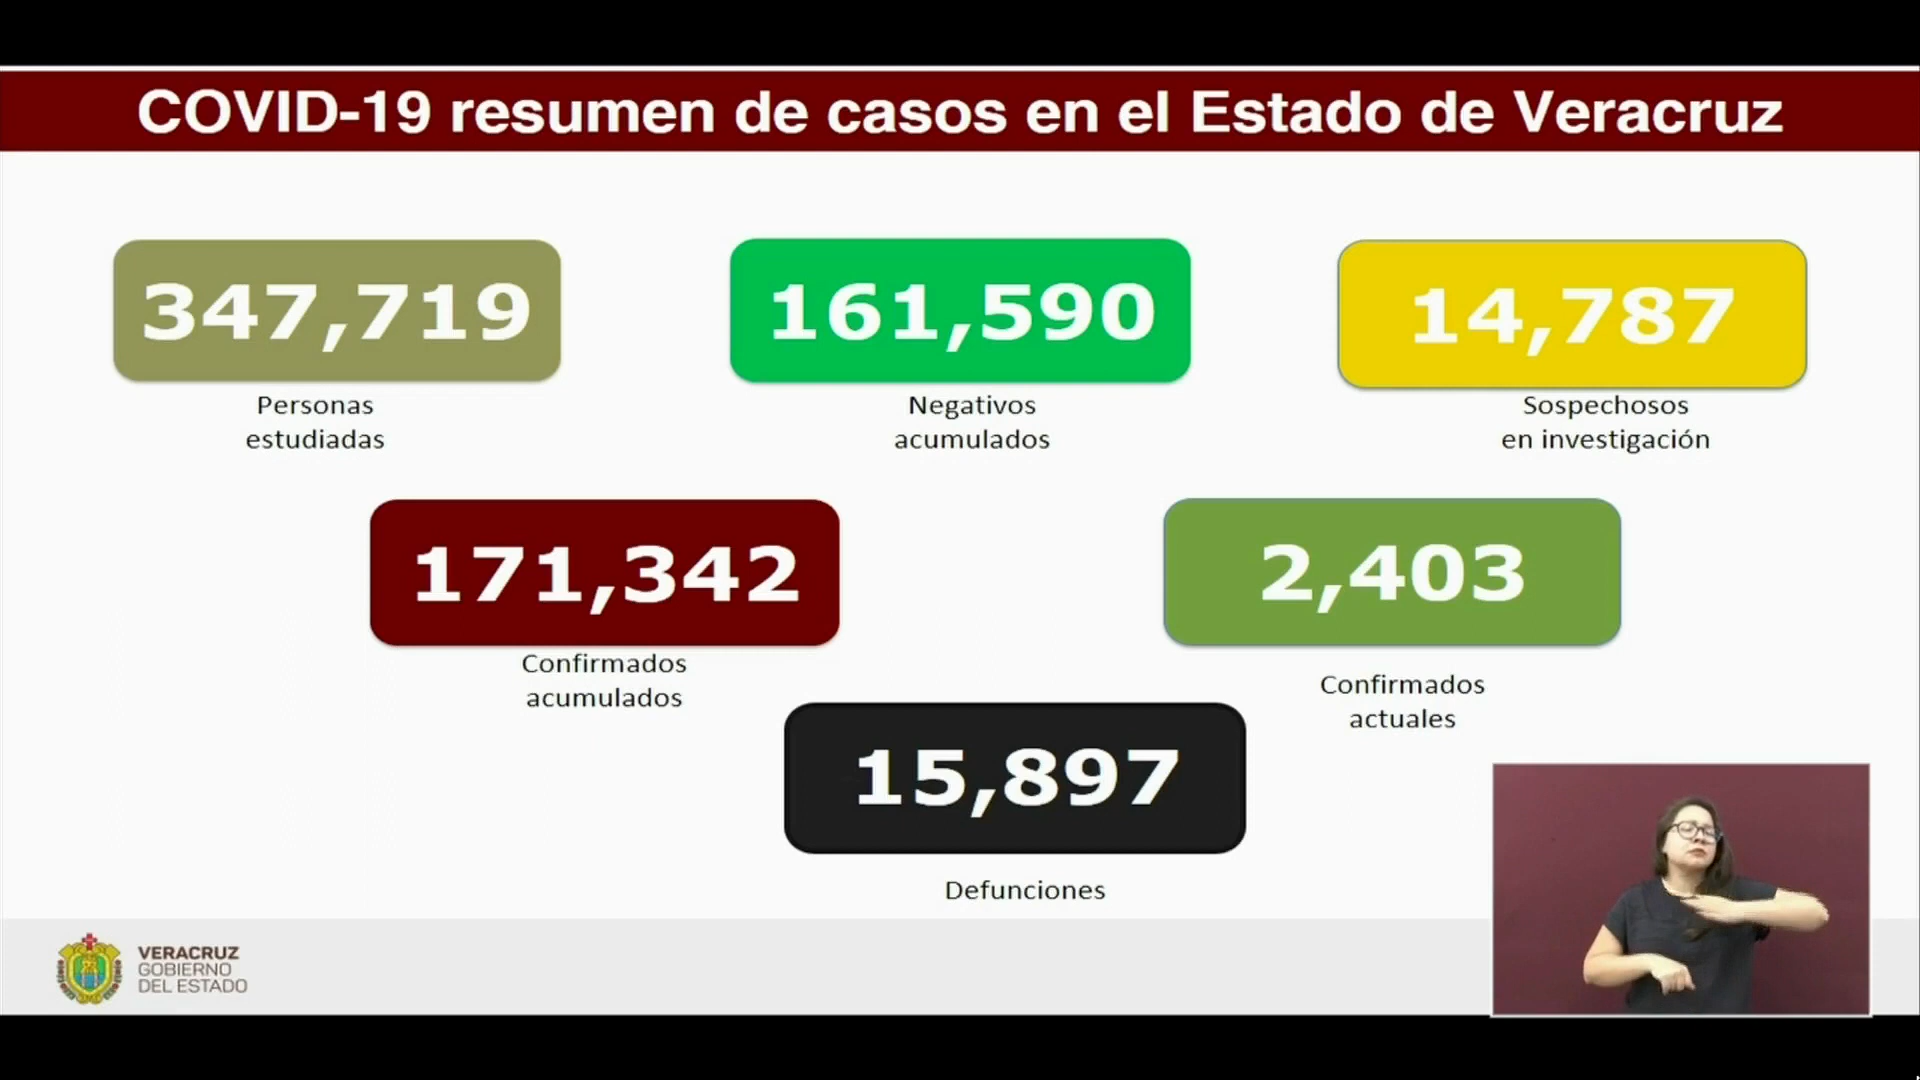 COVID-19 resumen de casos en el Estado de Veracruz
347,719
Personas
estudiadas
161,590
Negativos
acumulados
14,787
Sospechosos
en investigación
171,342
Confirmados
acumulados
2,403
Confirmados
actuales
15,897
Defunciones
VERACRUZ
GOBIERNO
DEL ESTADO